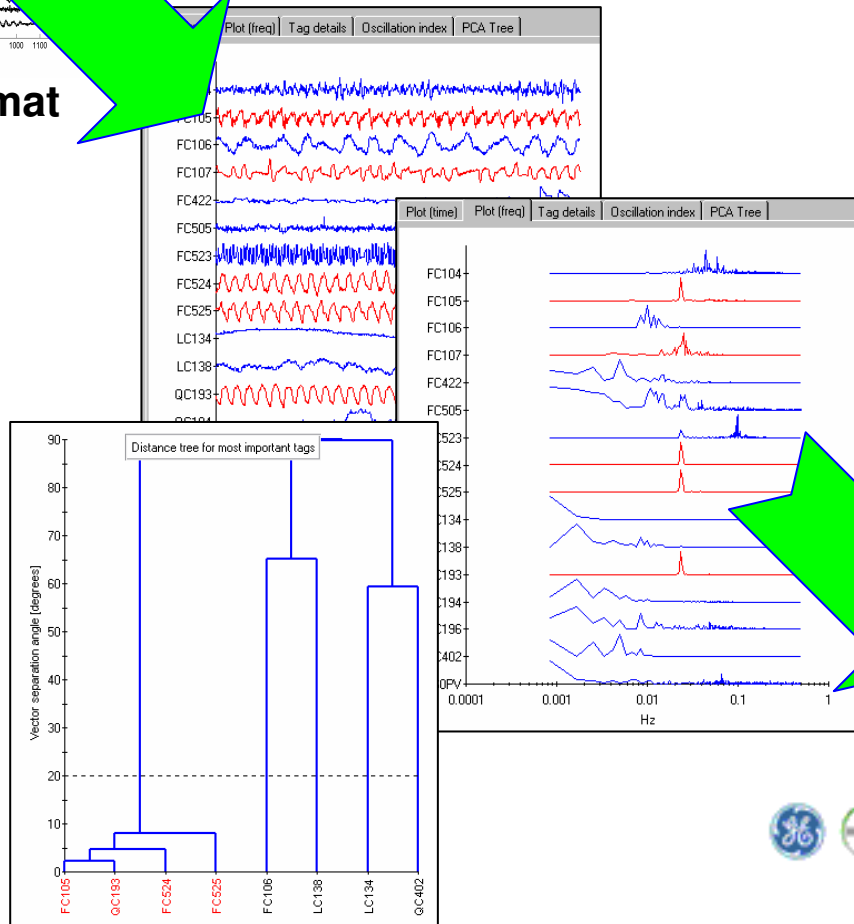 1000 1100
mat
Plot (freq) Tag details Oscillation index PCA Tree
FC105
FC106
FC107
FC422
FC505
FC523
FC524
FC525
LC134
LC138
QC193
Plot (time) Plot (freq) Tag details Oscillation index PCA Tree
FC104
FC105
FC106
FC107
FC422
FC505
C523
C524
C525
C134
C138
C193
C194
C196
C402
0PV
0.0001 0.001 0.01 0.1 1
Hz
Distance tree for most important tags
Vector separation angle [degrees]
90
80
70
60
50
40
30
20
10
0
FC105 QC193 FC524 FC525 FC106 LC138 LC134 QC402